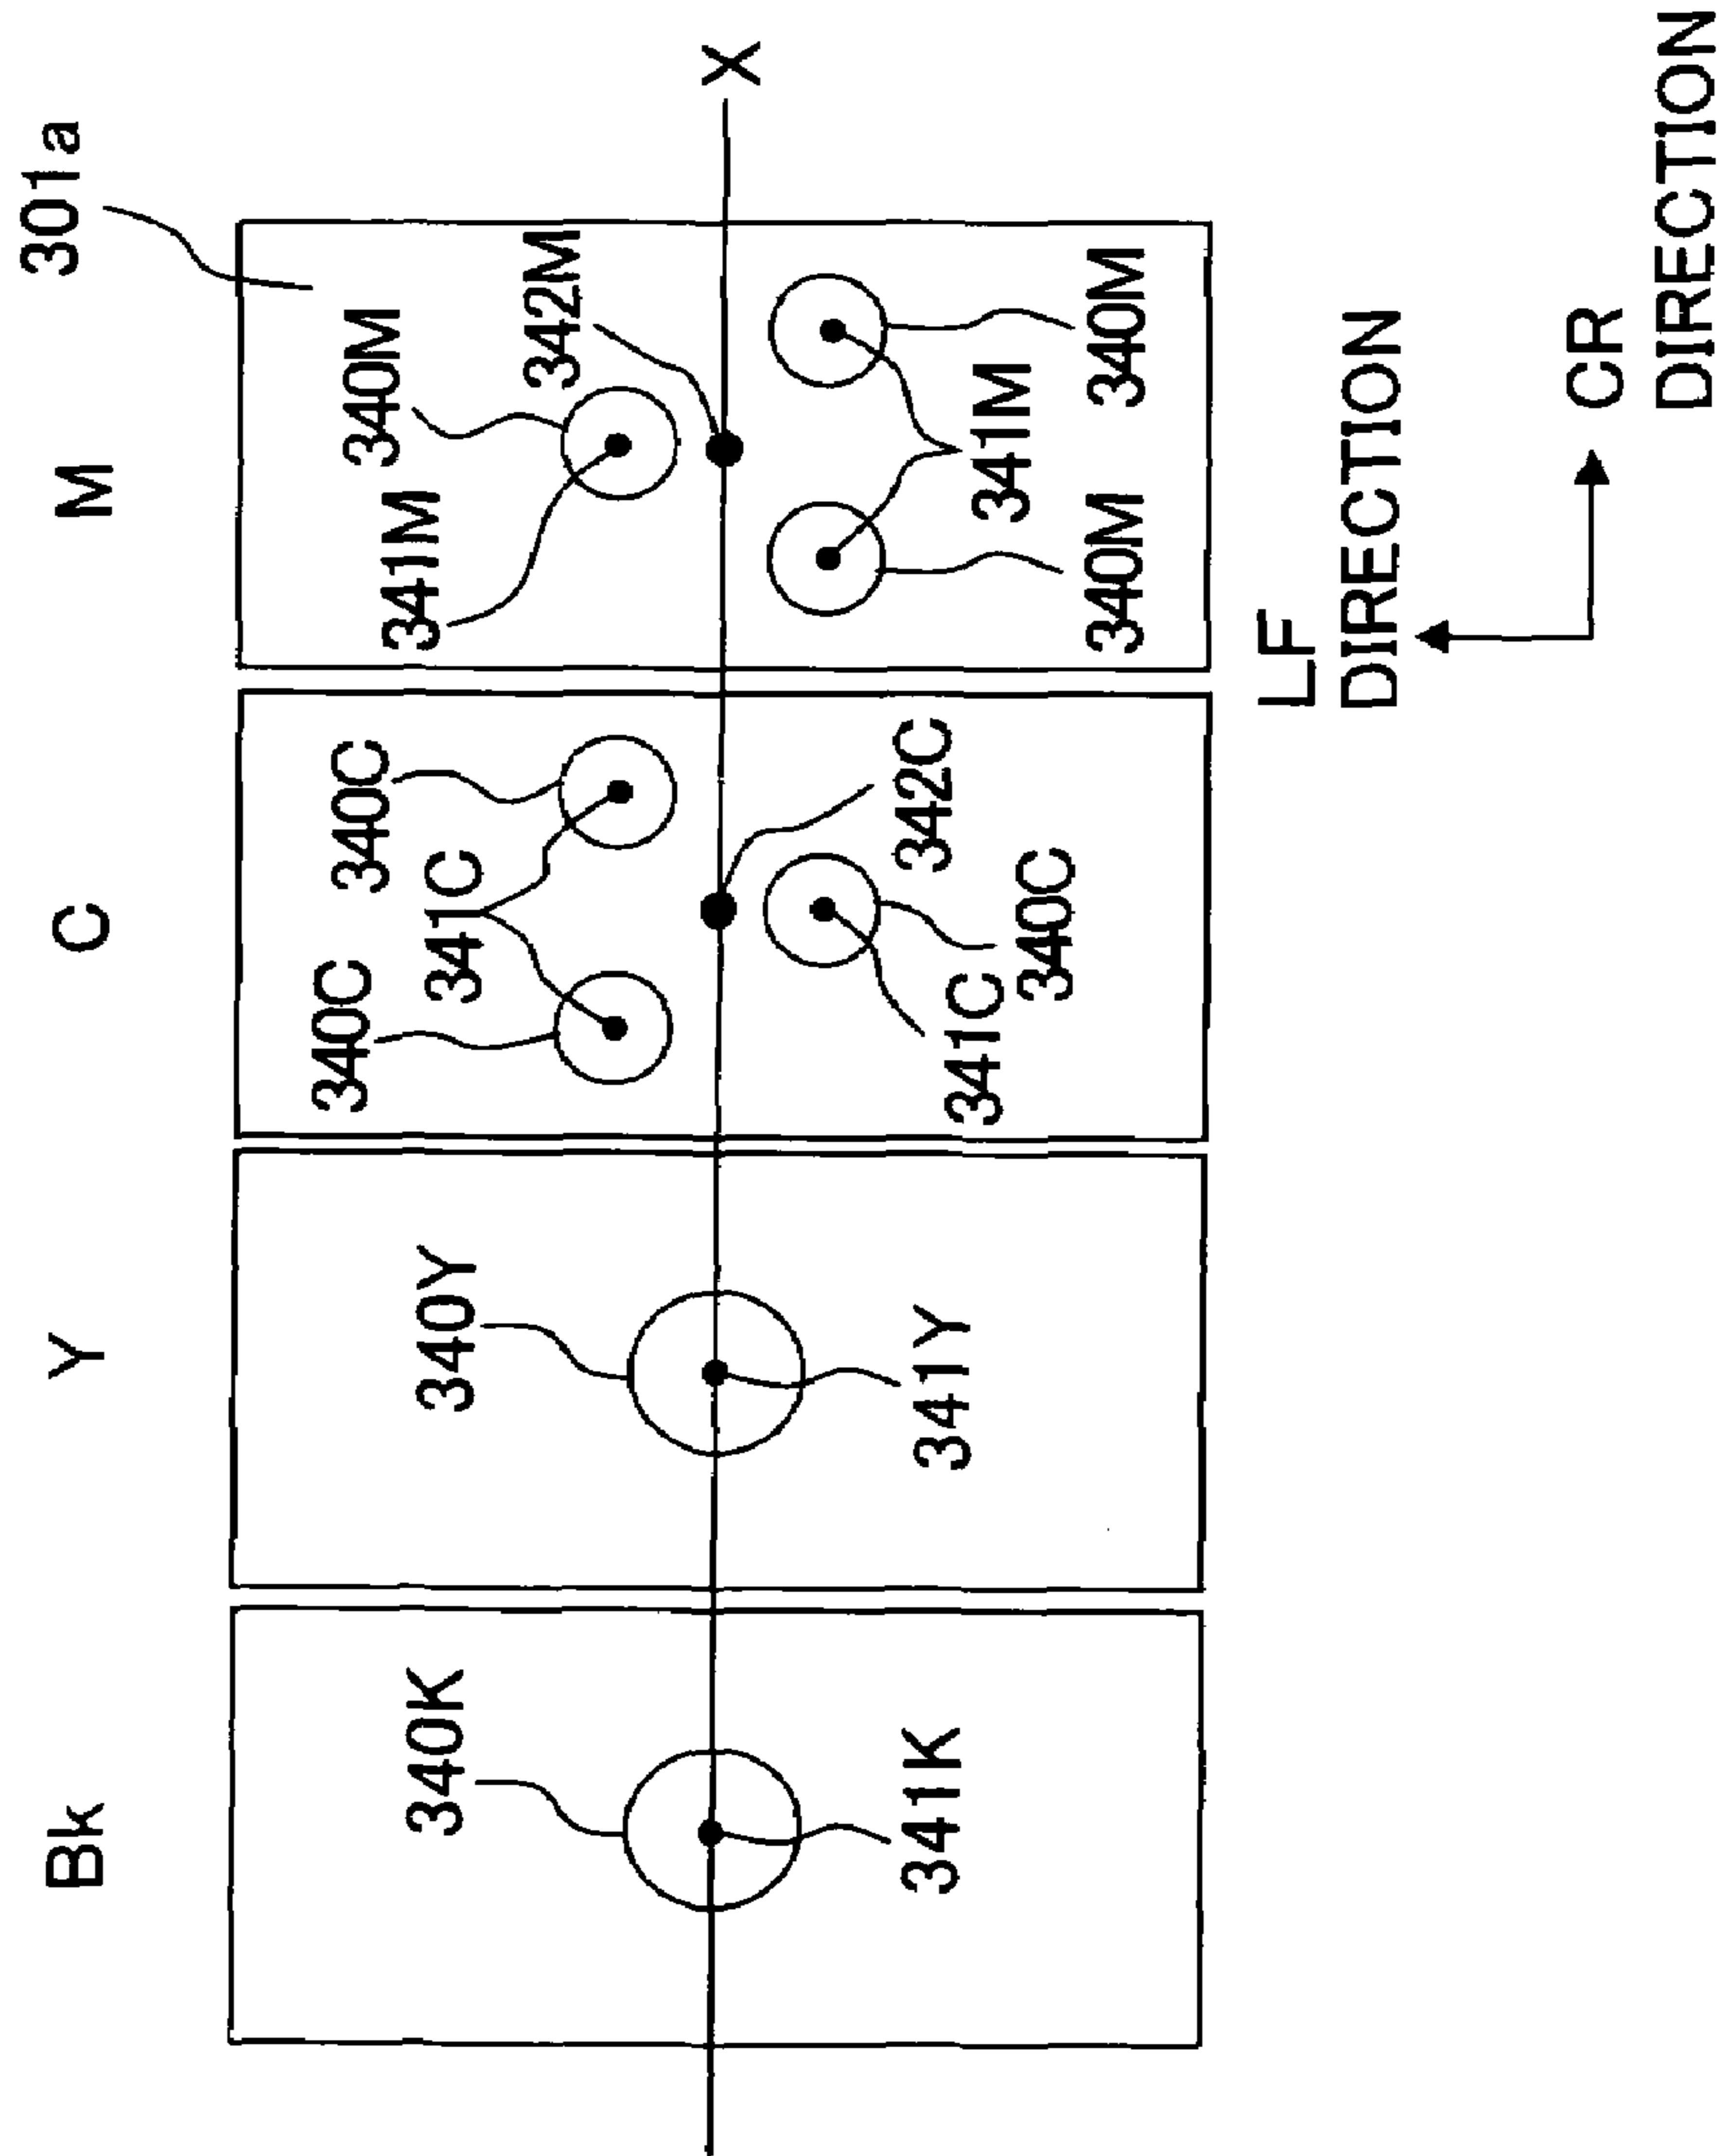 301a
Bk
Y
C
M
340C
340C
340M
341M
340K
340Y
341C
342M
X
342C
341K
341Y
341C
341M
340C
340M
340M
LF
DIRECTION
CR
DIRECTION